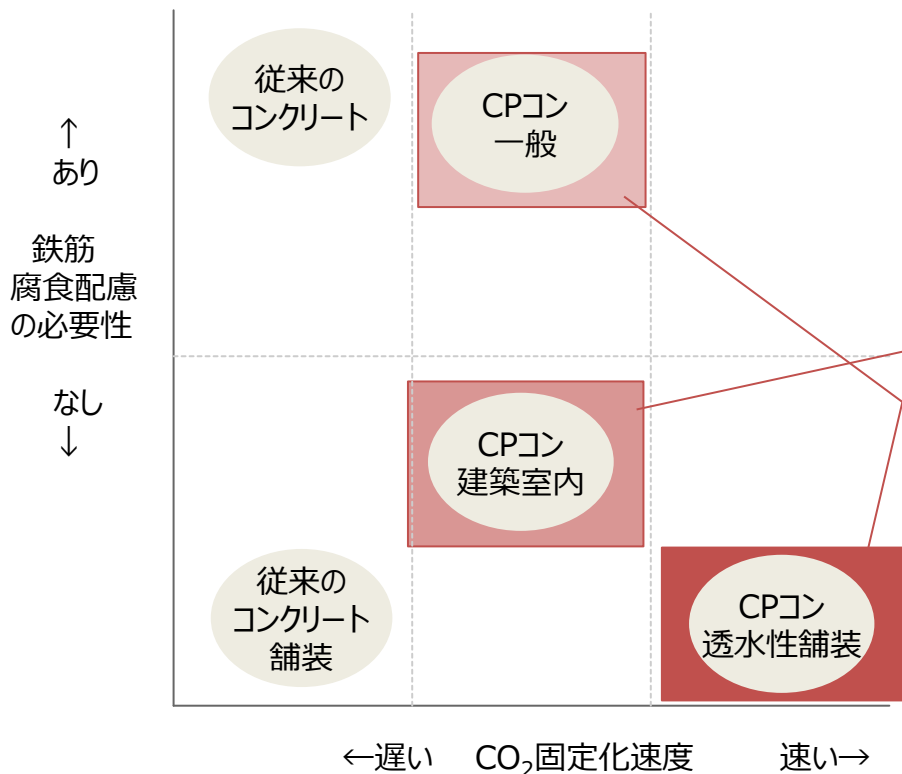 従来の
コンクリート
CPコン
一般
↑
あり
鉄筋
腐食配慮
の必要性
なし
↓
CPコン
建築室内
従来の
コンクリート
舗装
CPコン
透水性舗装
←遅い CO₂固定化速度 速い→